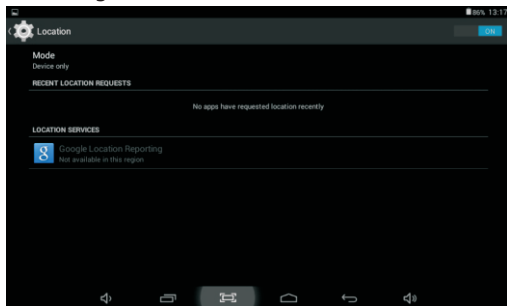 86% 13:17
Location
ON
Mode
Device only
RECENT LOCATION REQUESTS
No apps have requested location recently
LOCATION SERVICES
8
Google Location Reporting
Not available in this region